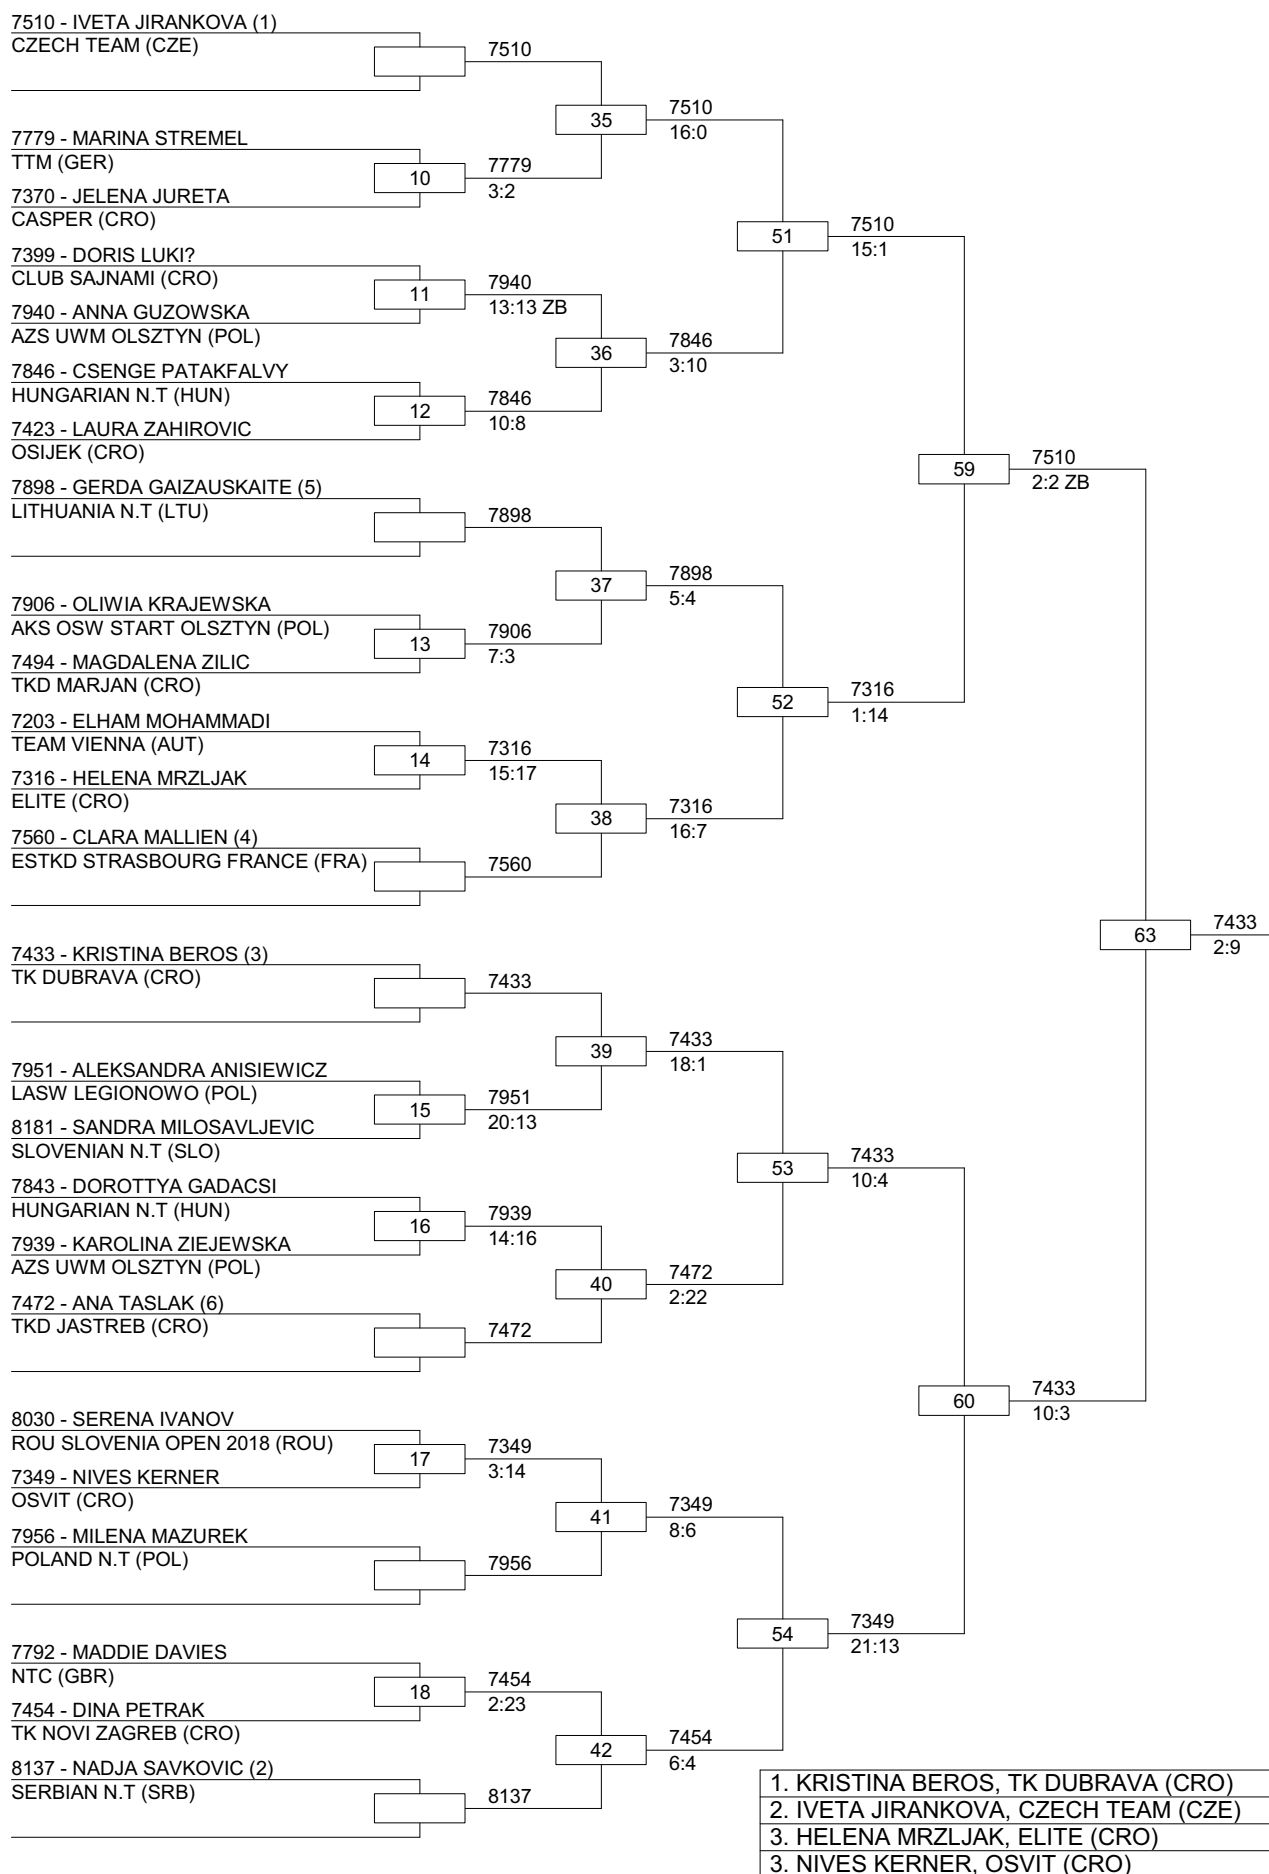 7510 - IVETA JIRANKOVA (1)
CZECH TEAM (CZE)
7510
35
7510
16:0
7779 - MARINA STREMEL
TTM (GER)
10
7779
3:2
7370 - JELENA JURETA
CASPER (CRO)
51
7510
15:1
7399 - DORIS LUKI?
CLUB SAJNAMI (CRO)
11
7940
13:13 ZB
7940 - ANNA GUZOWSKA
AZS UWM OLSZTYN (POL)
36
7846
3:10
7846 - CSENGE PATAKFALVY
HUNGARIAN N.T (HUN)
12
7846
10:8
7423 - LAURA ZAHIROVIC
OSIJEK (CRO)
59
7510
2:2 ZB
7898 - GERDA GAIZAUSKAITE (5)
LITHUANIA N.T (LTU)
7898
37
7898
5:4
7906 - OLIWIA KRAJEWSKA
AKS OSW START OLSZTYN (POL)
13
7906
7:3
7494 - MAGDALENA ZILIC
TKD MARJAN (CRO)
52
7316
1:14
7203 - ELHAM MOHAMMADI
TEAM VIENNA (AUT)
14
7316
15:17
7316 - HELENA MRZLJAK
ELITE (CRO)
38
7316
16:7
7560 - CLARA MALLIEN (4)
ESTKD STRASBOURG FRANCE (FRA)
7560
63
7433
2:9
7433 - KRISTINA BEROS (3)
TK DUBRAVA (CRO)
7433
39
7433
18:1
7951 - ALEKSANDRA ANISIEWICZ
LASW LEGIONOWO (POL)
15
7951
20:13
8181 - SANDRA MILOSAVLJEVIC
SLOVENIAN N.T (SLO)
53
7433
10:4
7843 - DOROTTYA GADACSI
HUNGARIAN N.T (HUN)
16
7939
14:16
7939 - KAROLINA ZIEJEWSKA
AZS UWM OLSZTYN (POL)
40
7472
2:22
7472 - ANA TASLAK (6)
TKD JASTREB (CRO)
7472
60
7433
10:3
8030 - SERENA IVANOV
ROU SLOVENIA OPEN 2018 (ROU)
17
7349
3:14
7349 - NIVES KERNER
OSVIT (CRO)
41
7349
8:6
7956 - MILENA MAZUREK
POLAND N.T (POL)
7956
54
7349
21:13
7792 - MADDIE DAVIES
NTC (GBR)
18
7454
2:23
7454 - DINA PETRAK
TK NOVI ZAGREB (CRO)
42
7454
6:4
8137 - NADJA SAVKOVIC (2)
SERBIAN N.T (SRB)
8137
1. KRISTINA BEROS, TK DUBRAVA (CRO)
2. IVETA JIRANKOVA, CZECH TEAM (CZE)
3. HELENA MRZLJAK, ELITE (CRO)
3. NIVES KERNER, OSVIT (CRO)